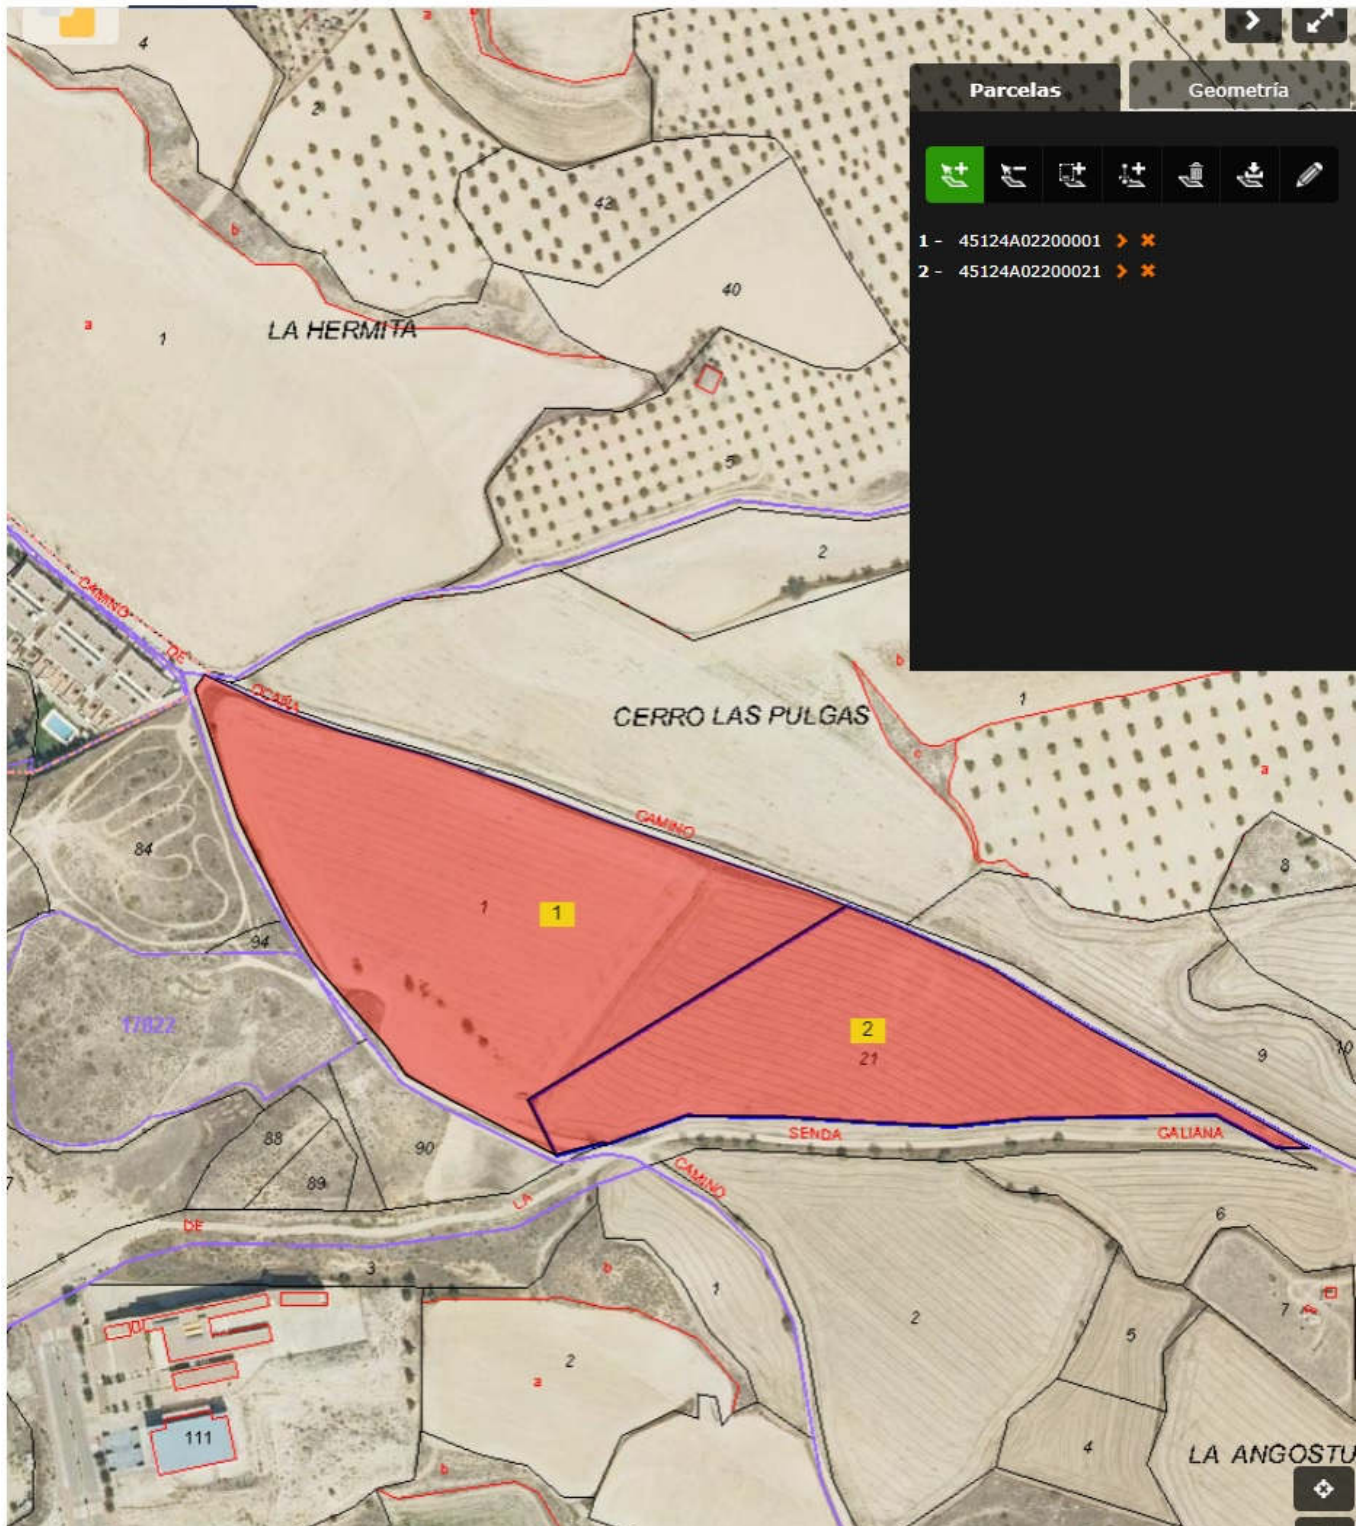 Parcelas
Geometría
1 - 45124A02200001
2 - 45124A02200021
4
a
c
2
42
b
40
a
1
LA HERMITA
5
2
CAMINO
DE
OCAÑA
b
1
CERRO LAS PULGAS
c
a
CAMINO
84
8
1
1
94
17822
2
21
9
10
SENDA
GALIANA
88
90
CAMINO
89
7
LA
DE
6
3
b
1
7
2
5
2
a
111
4
LA ANGOSTU
b